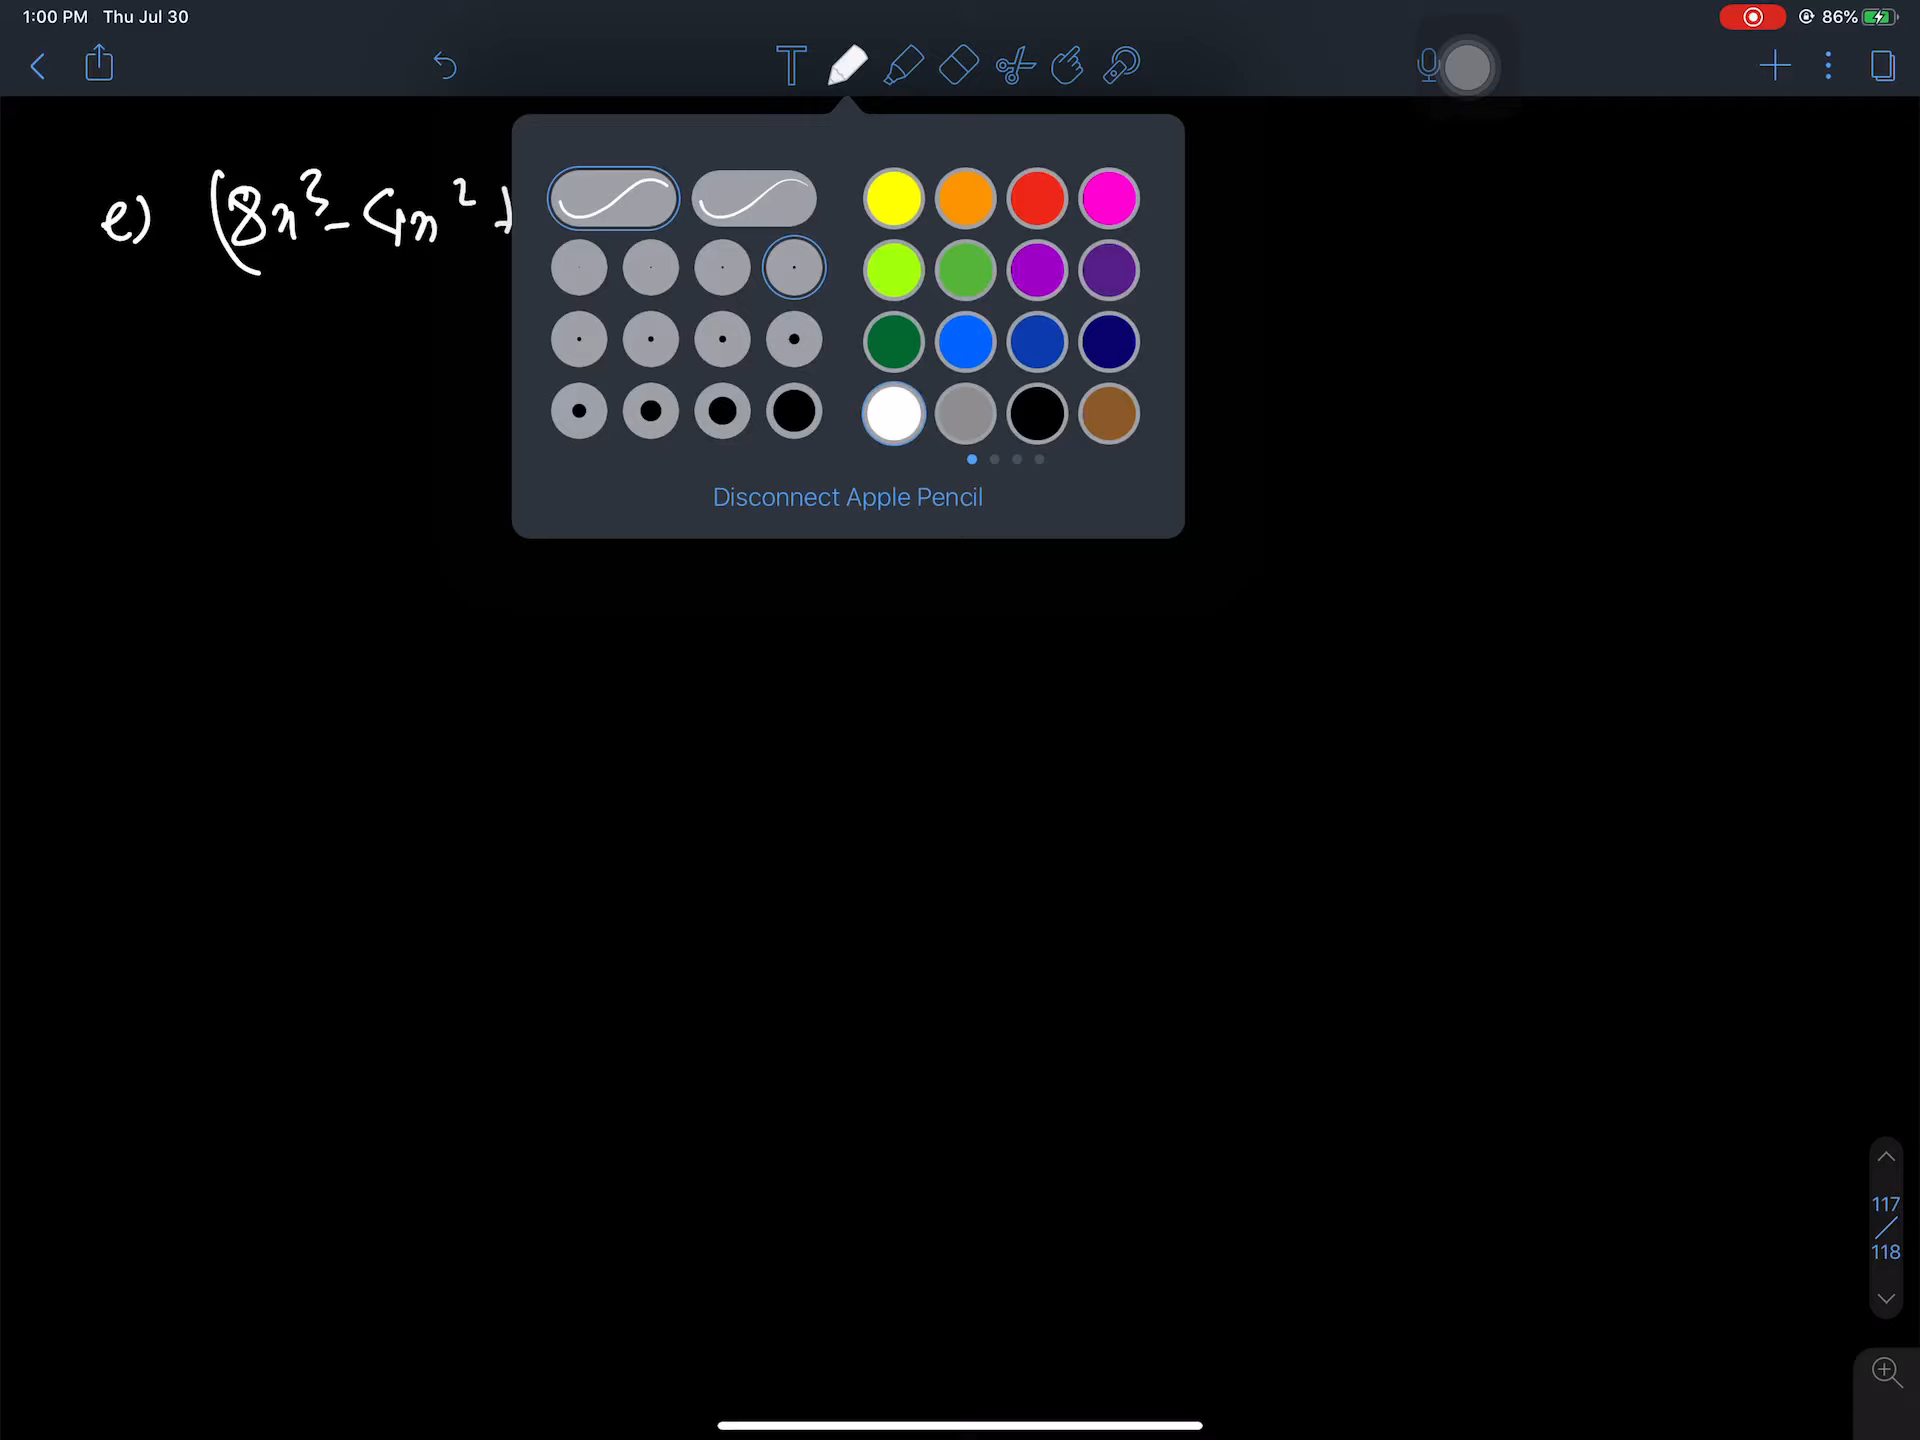 1:00 PM Thu Jul 30
86%
T
e) (8x³ - 4x² +
Disconnect Apple Pencil
117
118